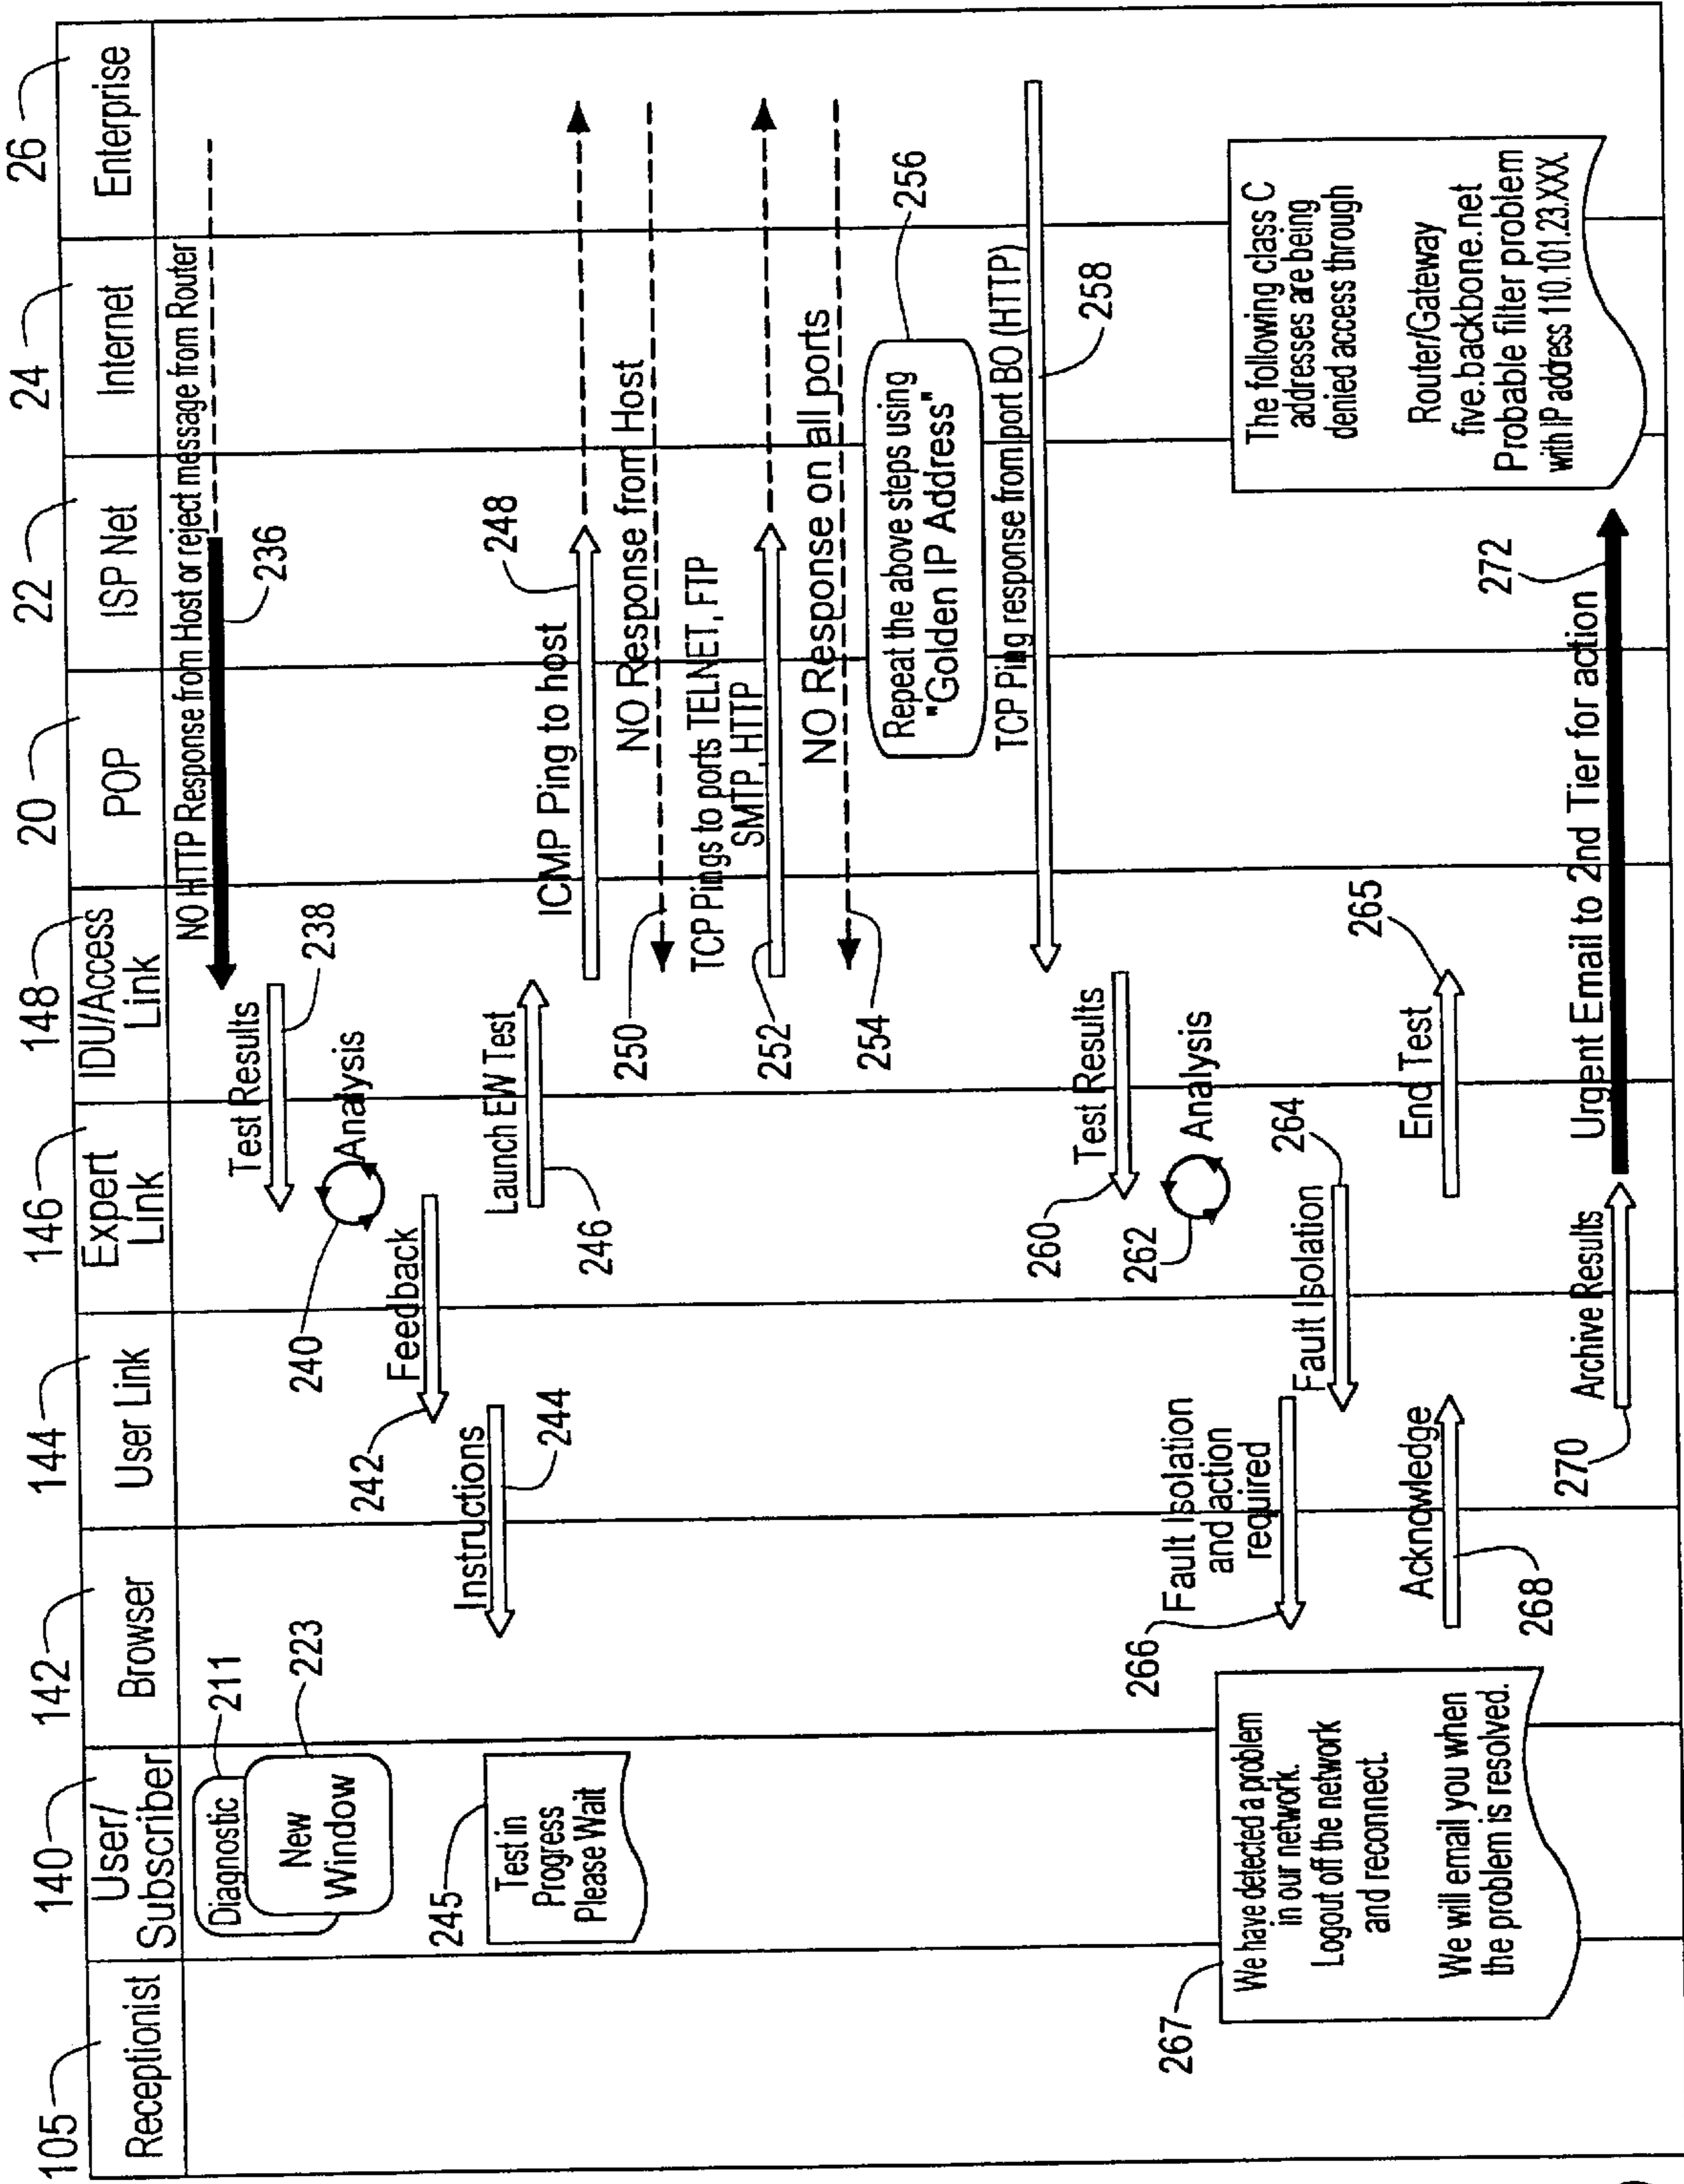 105
140
142
144
146
148
20
22
24
26
Receptionist
User/
Subscriber
Browser
User Link
Expert
Link
IDU/Access
Link
POP
ISP Net
Internet
Enterprise
NO HTTP Response from Host or reject message from Router
236
Diagnostic
211
New
Window
223
Test Results
238
240
Analysis
Feedback
242
Instructions
244
245
Test in
Progress
Please Wait
Launch EW Test
246
ICMP Ping to host
248
NO Response from Host
250
TCP Pings to ports TELNET, FTP
SMTP, HTTP
252
NO Response on all ports
254
Repeat the above steps using
"Golden IP Address"
256
TCP Ping response from port BO (HTTP)
258
Test Results
260
262
Analysis
Fault Isolation
264
Fault Isolation
and action
required
266
267
We have detected a problem
in our network.
Logout off the network
and reconnect.
We will email you when
the problem is resolved.
Acknowledge
268
End Test
265
The following class C
addresses are being
denied access through
Router/Gateway
five.backbone.net
Probable filter problem
with IP address 110.101.23.XXX.
Archive Results
270
Urgent Email to 2nd Tier for action
272